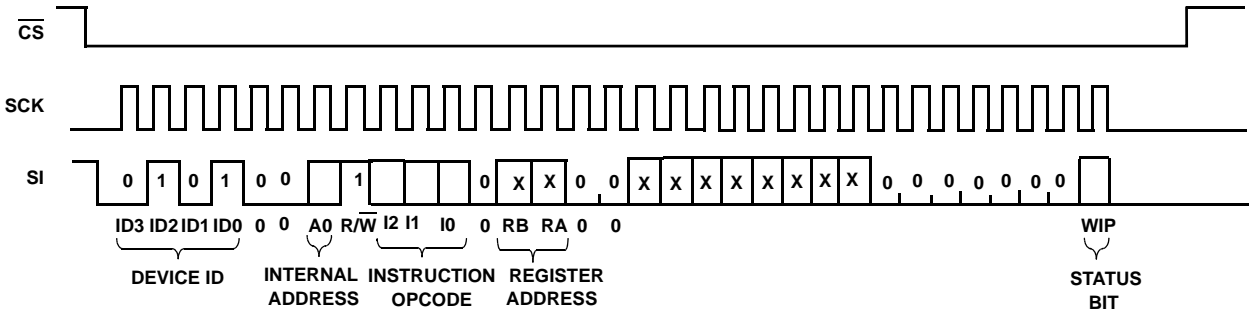 CS
SCK
SI
0 1 0 1 0 0 1 0 X X 0 0 X X X X X X X X 0 0 0 0 0 0 0
ID3 ID2 ID1 ID0 0 0 A0 R/W I2 I1 I0 0 RB RA 0 0 WIP
DEVICE ID
INTERNAL ADDRESS
INSTRUCTION OPCODE
REGISTER ADDRESS
STATUS BIT